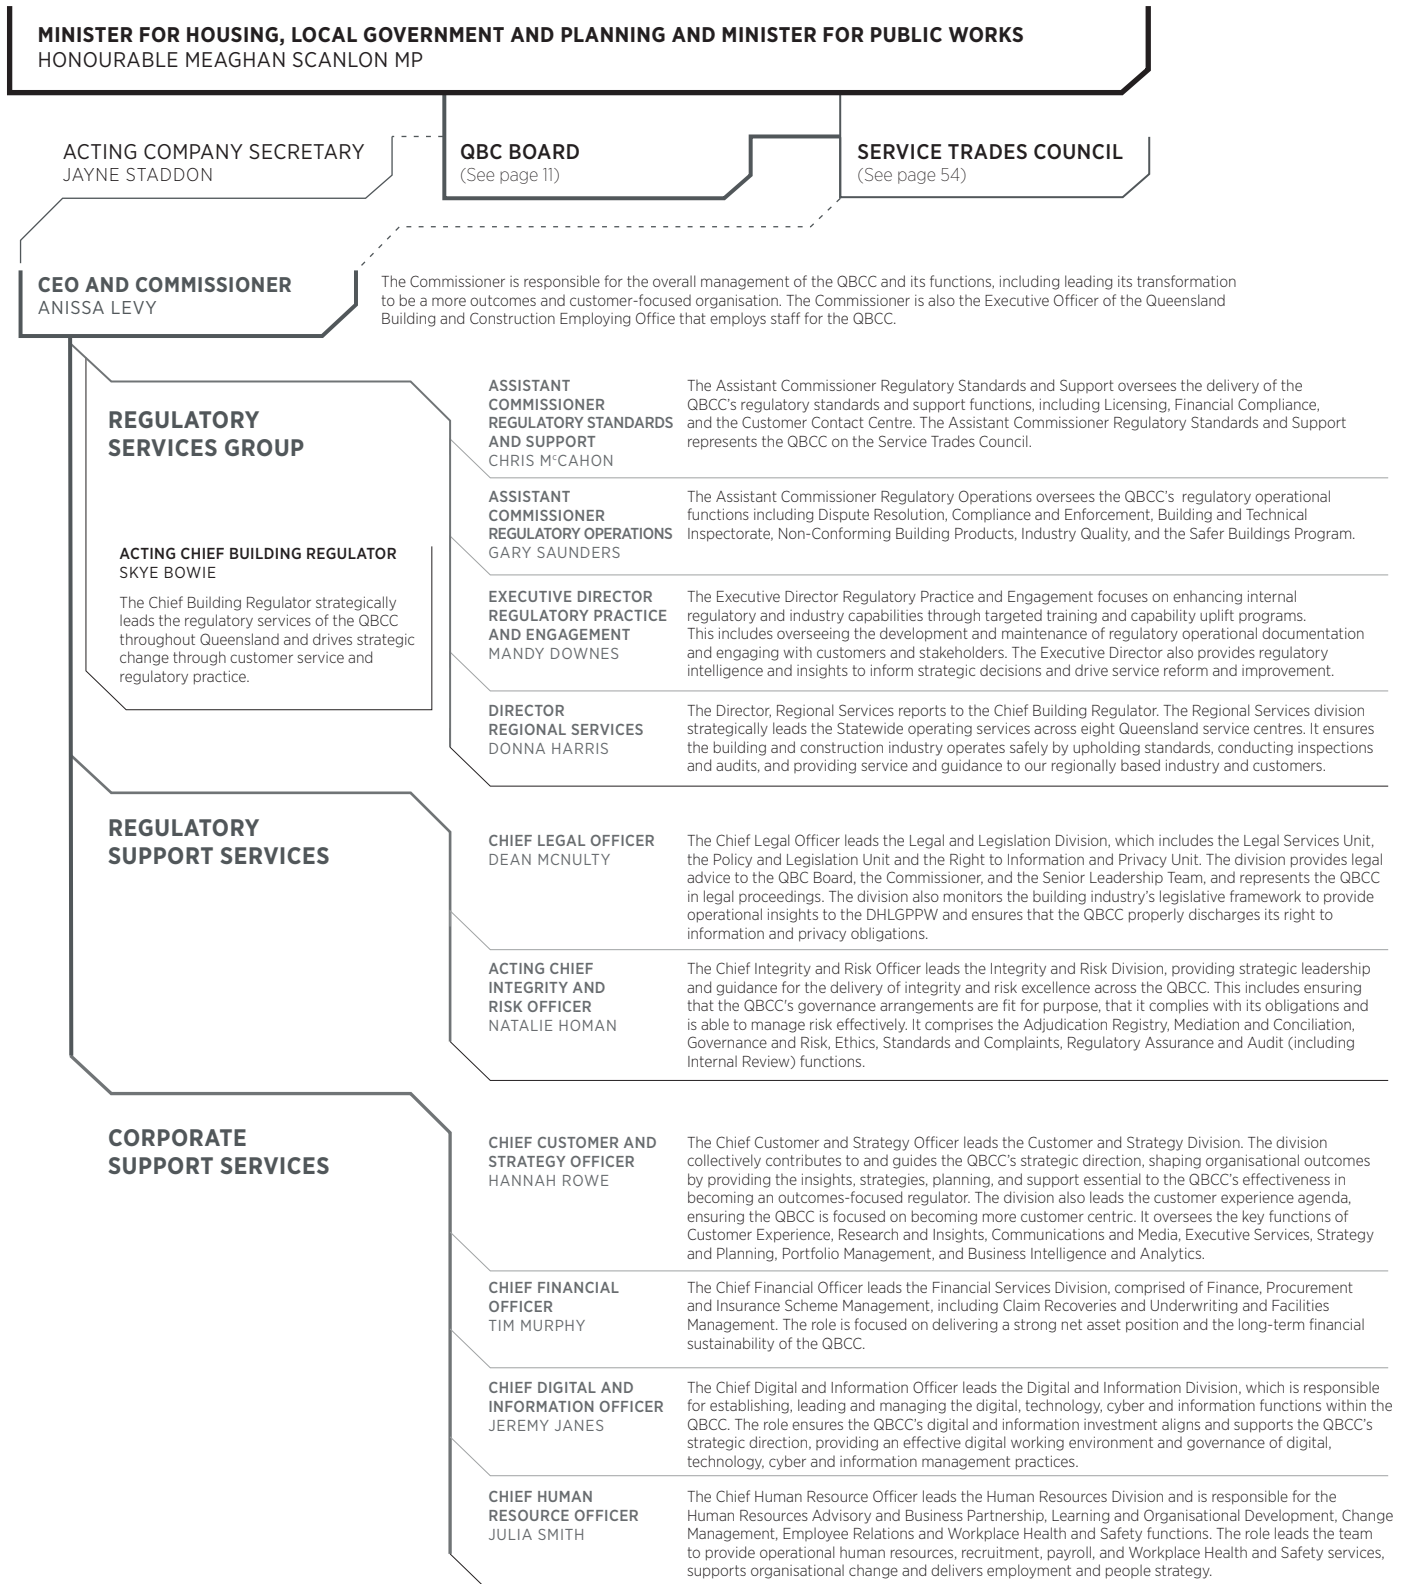 MINISTER FOR HOUSING, LOCAL GOVERNMENT AND PLANNING AND MINISTER FOR PUBLIC WORKS
HONOURABLE MEAGHAN SCANLON MP
ACTING COMPANY SECRETARY
JAYNE STADDON
QBC BOARD
(See page 11)
SERVICE TRADES COUNCIL
(See page 54)
CEO AND COMMISSIONER
ANISSA LEVY
The Commissioner is responsible for the overall management of the QBCC and its functions, including leading its transformation
to be a more outcomes and customer-focused organisation. The Commissioner is also the Executive Officer of the Queensland
Building and Construction Employing Office that employs staff for the QBCC.
REGULATORY
SERVICES GROUP
ACTING CHIEF BUILDING REGULATOR
SKYE BOWIE
The Chief Building Regulator strategically
leads the regulatory services of the QBCC
throughout Queensland and drives strategic
change through customer service and
regulatory practice.
ASSISTANT
COMMISSIONER
REGULATORY STANDARDS
AND SUPPORT
CHRIS McCAHON
The Assistant Commissioner Regulatory Standards and Support oversees the delivery of the
QBCC's regulatory standards and support functions, including Licensing, Financial Compliance,
and the Customer Contact Centre. The Assistant Commissioner Regulatory Standards and Support
represents the QBCC on the Service Trades Council.
ASSISTANT
COMMISSIONER
REGULATORY OPERATIONS
GARY SAUNDERS
The Assistant Commissioner Regulatory Operations oversees the QBCC's  regulatory operational
functions including Dispute Resolution, Compliance and Enforcement, Building and Technical
Inspectorate, Non-Conforming Building Products, Industry Quality, and the Safer Buildings Program.
EXECUTIVE DIRECTOR
REGULATORY PRACTICE
AND ENGAGEMENT
MANDY DOWNES
The Executive Director Regulatory Practice and Engagement focuses on enhancing internal
regulatory and industry capabilities through targeted training and capability uplift programs.
This includes overseeing the development and maintenance of regulatory operational documentation
and engaging with customers and stakeholders. The Executive Director also provides regulatory
intelligence and insights to inform strategic decisions and drive service reform and improvement.
DIRECTOR
REGIONAL SERVICES
DONNA HARRIS
The Director, Regional Services reports to the Chief Building Regulator. The Regional Services division
strategically leads the Statewide operating services across eight Queensland service centres. It ensures
the building and construction industry operates safely by upholding standards, conducting inspections
and audits, and providing service and guidance to our regionally based industry and customers.
REGULATORY
SUPPORT SERVICES
CHIEF LEGAL OFFICER
DEAN MCNULTY
The Chief Legal Officer leads the Legal and Legislation Division, which includes the Legal Services Unit,
the Policy and Legislation Unit and the Right to Information and Privacy Unit. The division provides legal
advice to the QBC Board, the Commissioner, and the Senior Leadership Team, and represents the QBCC
in legal proceedings. The division also monitors the building industry's legislative framework to provide
operational insights to the DHLGPPW and ensures that the QBCC properly discharges its right to
information and privacy obligations.
ACTING CHIEF
INTEGRITY AND
RISK OFFICER
NATALIE HOMAN
The Chief Integrity and Risk Officer leads the Integrity and Risk Division, providing strategic leadership
and guidance for the delivery of integrity and risk excellence across the QBCC. This includes ensuring
that the QBCC's governance arrangements are fit for purpose, that it complies with its obligations and
is able to manage risk effectively. It comprises the Adjudication Registry, Mediation and Conciliation,
Governance and Risk, Ethics, Standards and Complaints, Regulatory Assurance and Audit (including
Internal Review) functions.
CORPORATE
SUPPORT SERVICES
CHIEF CUSTOMER AND
STRATEGY OFFICER
HANNAH ROWE
The Chief Customer and Strategy Officer leads the Customer and Strategy Division. The division
collectively contributes to and guides the QBCC's strategic direction, shaping organisational outcomes
by providing the insights, strategies, planning, and support essential to the QBCC's effectiveness in
becoming an outcomes-focused regulator. The division also leads the customer experience agenda,
ensuring the QBCC is focused on becoming more customer centric. It oversees the key functions of
Customer Experience, Research and Insights, Communications and Media, Executive Services, Strategy
and Planning, Portfolio Management, and Business Intelligence and Analytics.
CHIEF FINANCIAL
OFFICER
TIM MURPHY
The Chief Financial Officer leads the Financial Services Division, comprised of Finance, Procurement
and Insurance Scheme Management, including Claim Recoveries and Underwriting and Facilities
Management. The role is focused on delivering a strong net asset position and the long-term financial
sustainability of the QBCC.
CHIEF DIGITAL AND
INFORMATION OFFICER
JEREMY JANES
The Chief Digital and Information Officer leads the Digital and Information Division, which is responsible
for establishing, leading and managing the digital, technology, cyber and information functions within the
QBCC. The role ensures the QBCC's digital and information investment aligns and supports the QBCC's
strategic direction, providing an effective digital working environment and governance of digital,
technology, cyber and information management practices.
CHIEF HUMAN
RESOURCE OFFICER
JULIA SMITH
The Chief Human Resource Officer leads the Human Resources Division and is responsible for the
Human Resources Advisory and Business Partnership, Learning and Organisational Development, Change
Management, Employee Relations and Workplace Health and Safety functions. The role leads the team
to provide operational human resources, recruitment, payroll, and Workplace Health and Safety services,
supports organisational change and delivers employment and people strategy.